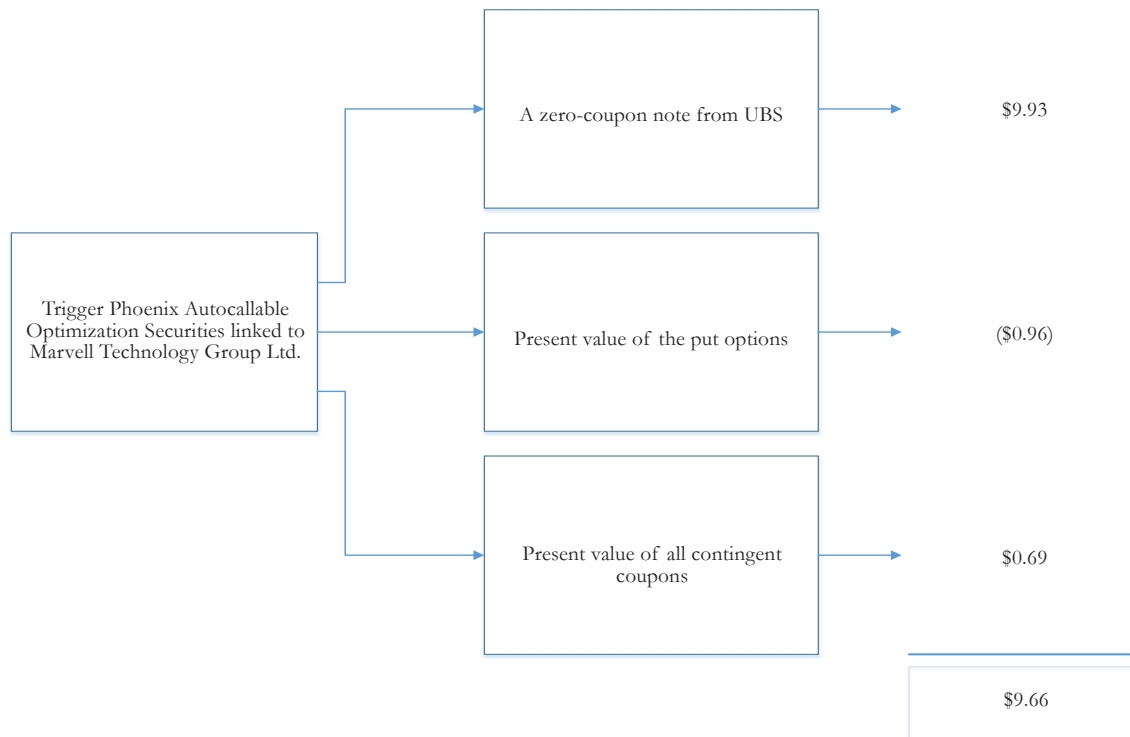 A zero-coupon note from UBS
$9.93
Trigger Phoenix Autocallable
Optimization Securities linked to
Marvell Technology Group Ltd.
Present value of the put options
($0.96)
Present value of all contingent
coupons
$0.69
$9.66